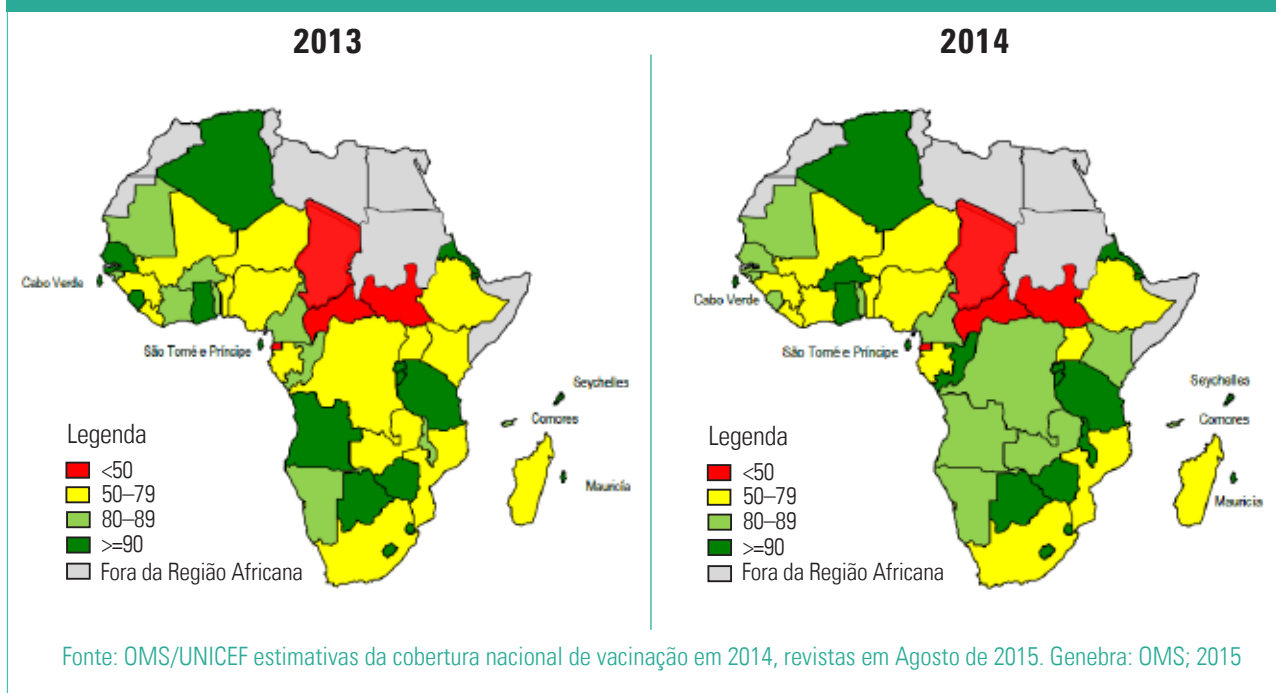 2013
Cabo Verde
São Tomé e Príncipe
Seychelles
Comores
Maurícia
Legenda
<50
50–79
80–89
>=90
Fora da Região Africana
2014
Cabo Verde
São Tomé e Príncipe
Seychelles
Comores
Maurícia
Legenda
<50
50–79
80–89
>=90
Fora da Região Africana
Fonte: OMS/UNICEF estimativas da cobertura nacional de vacinação em 2014, revistas em Agosto de 2015. Genebra: OMS; 2015